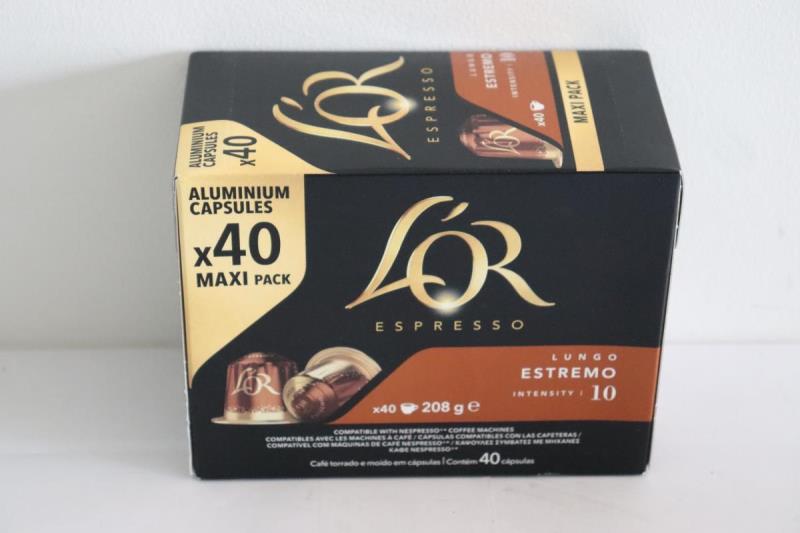 ALUMINIUM
CAPSULES
x40
L'OR
ESPRESSO
LUNGO
ESTREMO
INTENSITY | 10
x40
MAXI PACK
L'OR
ALUMINIUM
CAPSULES
x40
MAXI PACK
L'OR
ESPRESSO
LUNGO
ESTREMO
INTENSITY | 10
L'OR
x40 208 g e
COMPATIBLE WITH NESPRESSO** COFFEE MACHINES
COMPATIBLES AVEC LES MACHINES À CAFÉ / CÁPSULAS COMPATIBLES CON LAS CAFETERAS /
COMPATÍVEL COM MÁQUINAS DE CAFÉ NESPRESSO** / ΚΑΨΟΥΛΕΣ ΣΥΜΒΑΤΕΣ ΜΕ ΜΗΧΑΝΕΣ
ΚΑΦΕ NESPRESSO**
Café torrado e moído em cápsulas | Contém 40 cápsulas